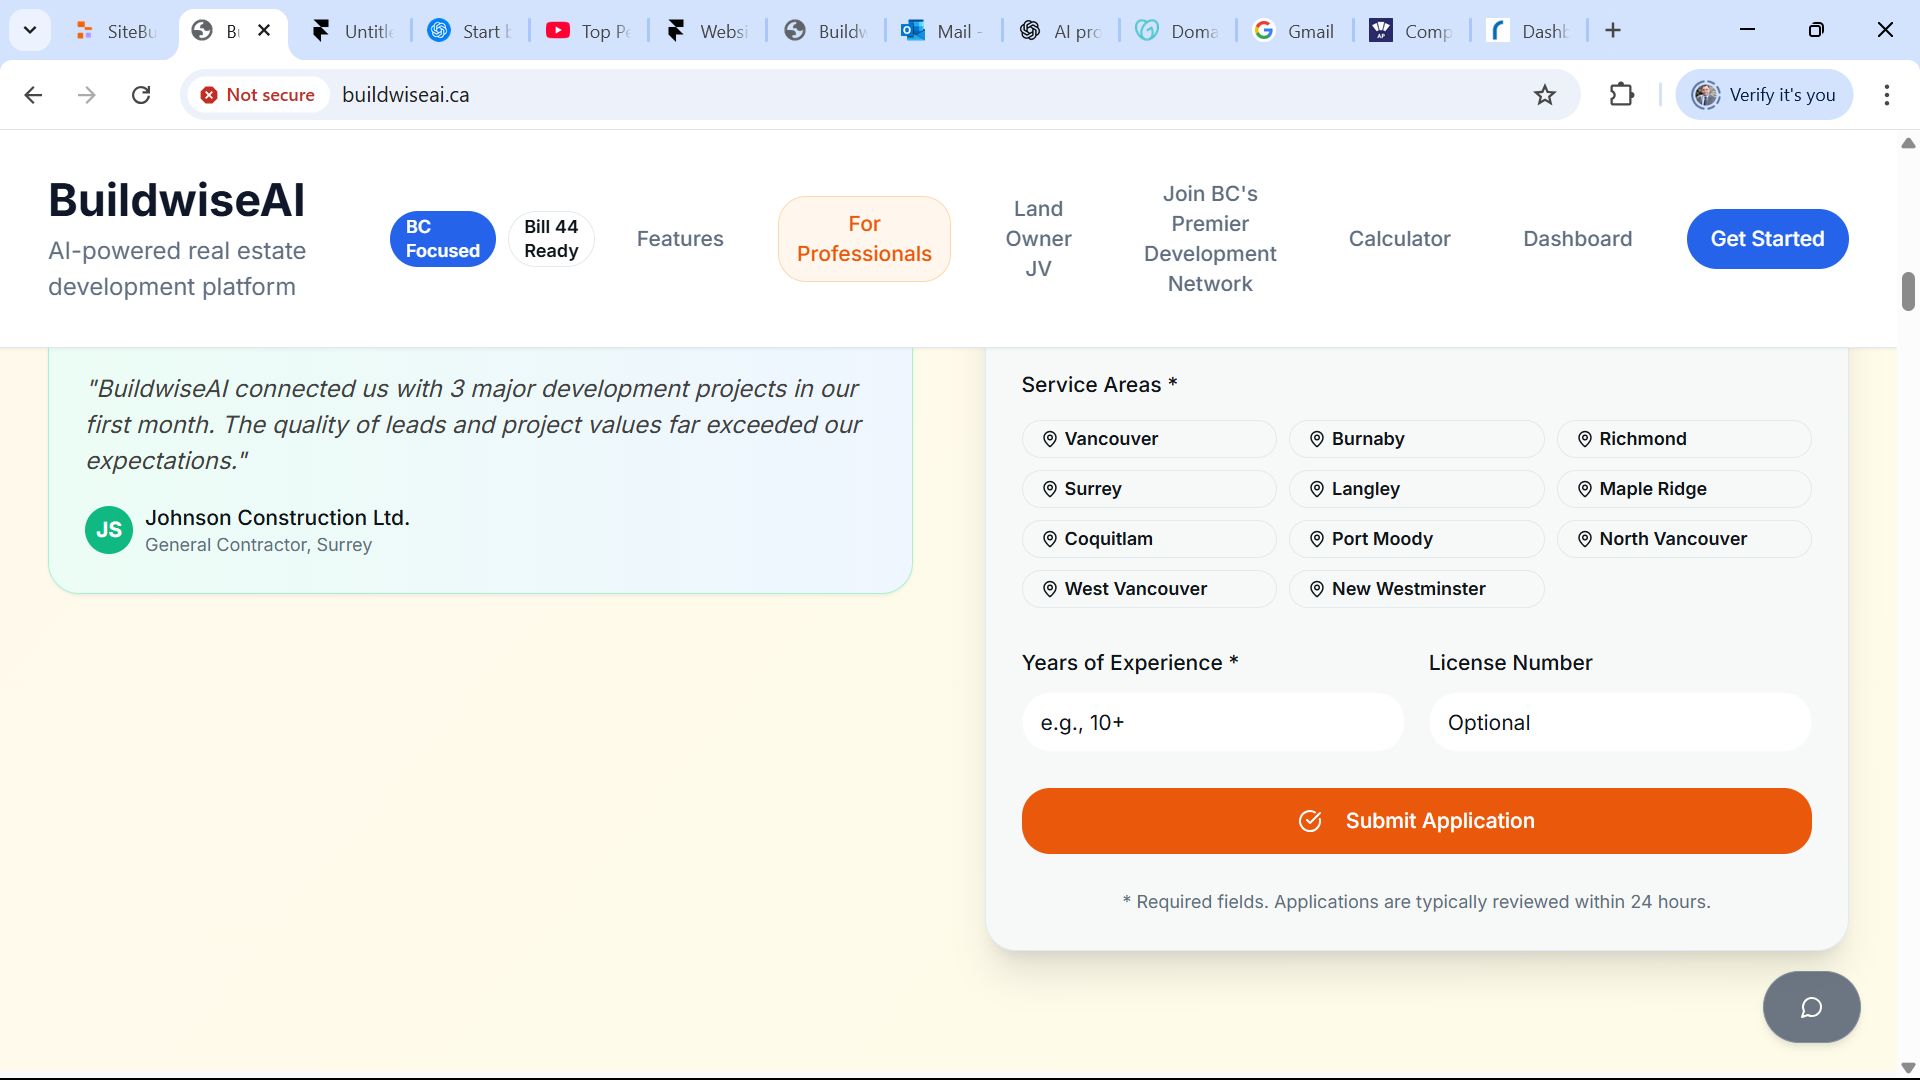 SiteBu
Bu
Untitle
Start b
Top Pe
Websi
Buildw
Mail -
AI pro
Doma
Gmail
Comp
Dashb
Not secure
buildwiseai.ca
Verify it's you
BuildwiseAI
AI-powered real estate
development platform
BC
Focused
Bill 44
Ready
Features
For
Professionals
Land
Owner
JV
Join BC's
Premier
Development
Network
Calculator
Dashboard
Get Started
"BuildwiseAI connected us with 3 major development projects in our
first month. The quality of leads and project values far exceeded our
expectations."
JS
Johnson Construction Ltd.
General Contractor, Surrey
Service Areas *
Vancouver
Burnaby
Richmond
Surrey
Langley
Maple Ridge
Coquitlam
Port Moody
North Vancouver
West Vancouver
New Westminster
Years of Experience *
License Number
e.g., 10+
Optional
Submit Application
* Required fields. Applications are typically reviewed within 24 hours.